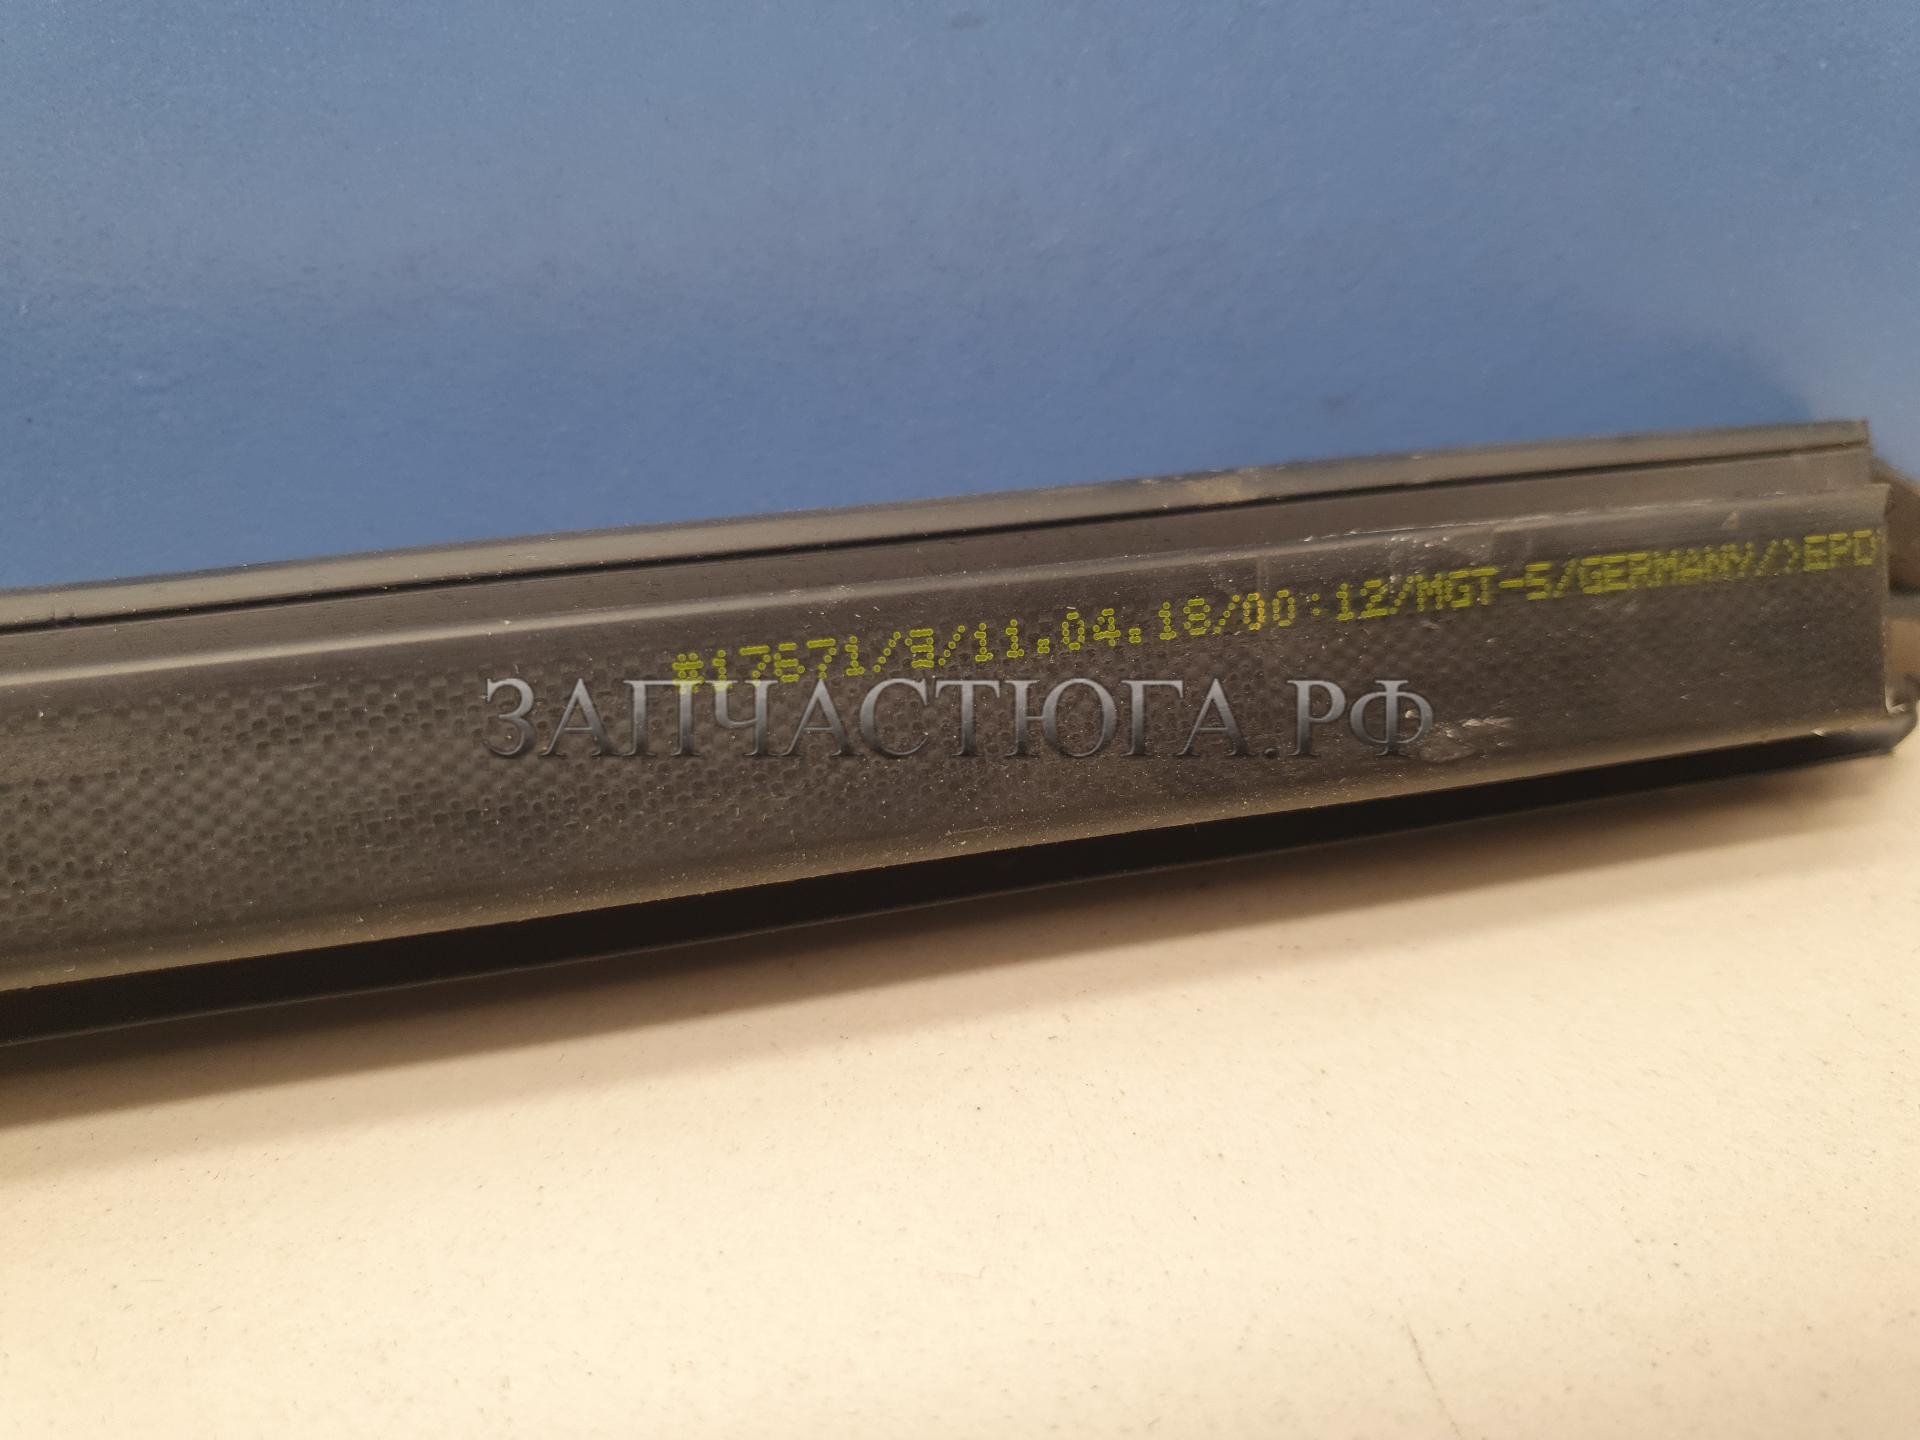 #17671/3/11.04.18/00:12/MGT-5/GERMANY/>EPD
ЗАПЧАСТЮГА.РФ